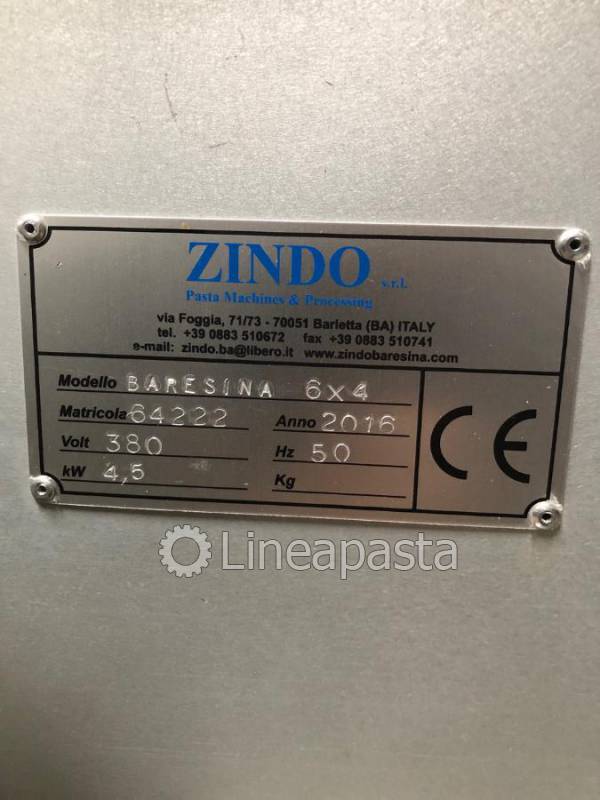 ZINDO s.r.l.
Pasta Machines & Processing
via Foggia, 71/73 - 70051 Barletta (BA) ITALY
tel. +39 0883 510672 fax +39 0883 510741
e-mail: zindo.ba@libero.it www.zindobaresina.com
Modello BARESINA 6x4
Matricola 64222 Anno 2016
Volt 380 Hz 50
kW 4,5 Kg
CE
Lineapasta